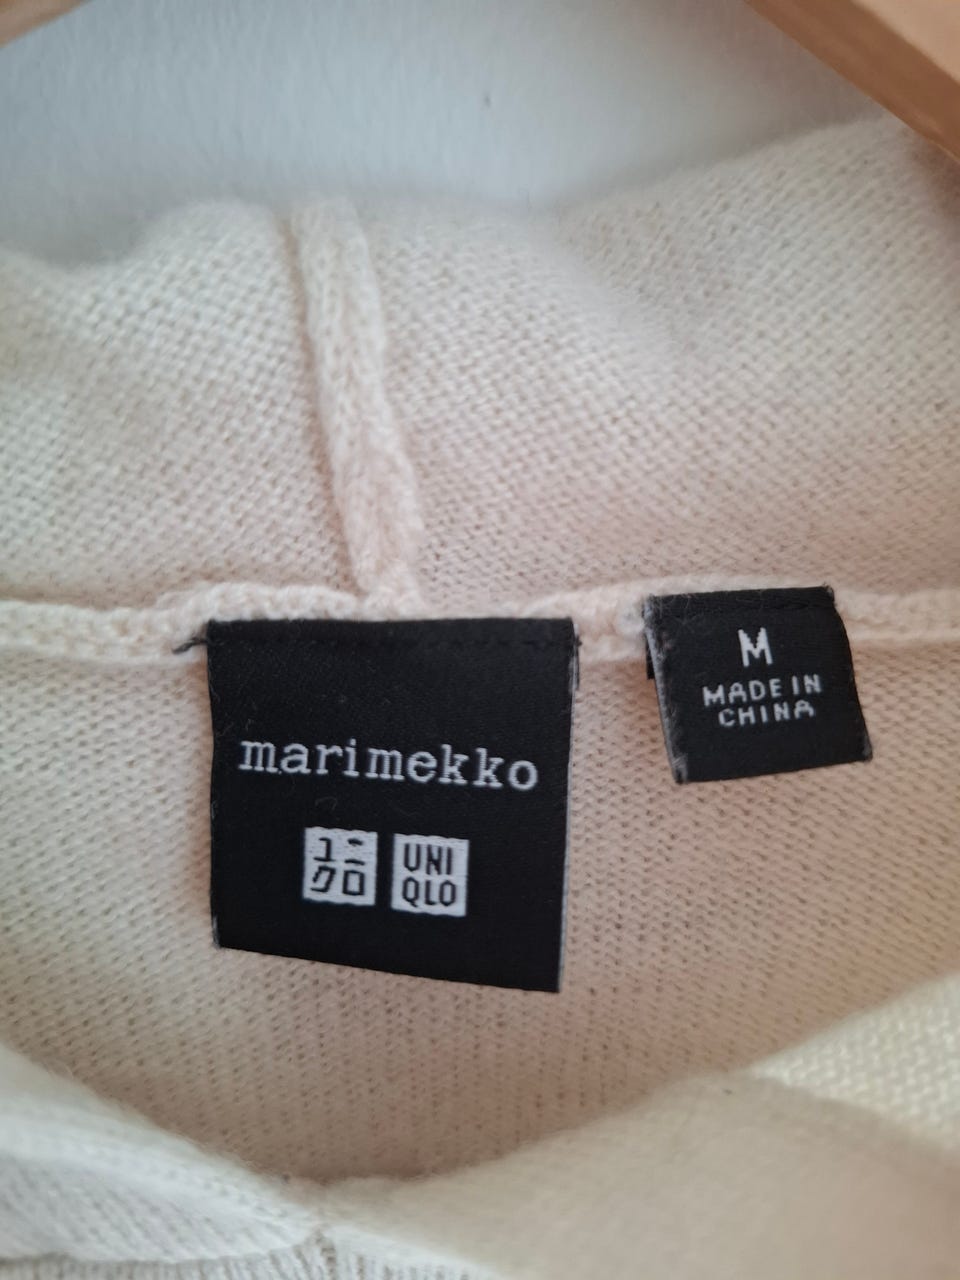 marimekko
ユニ
クロ
UNI
QLO
M
MADE IN
CHINA